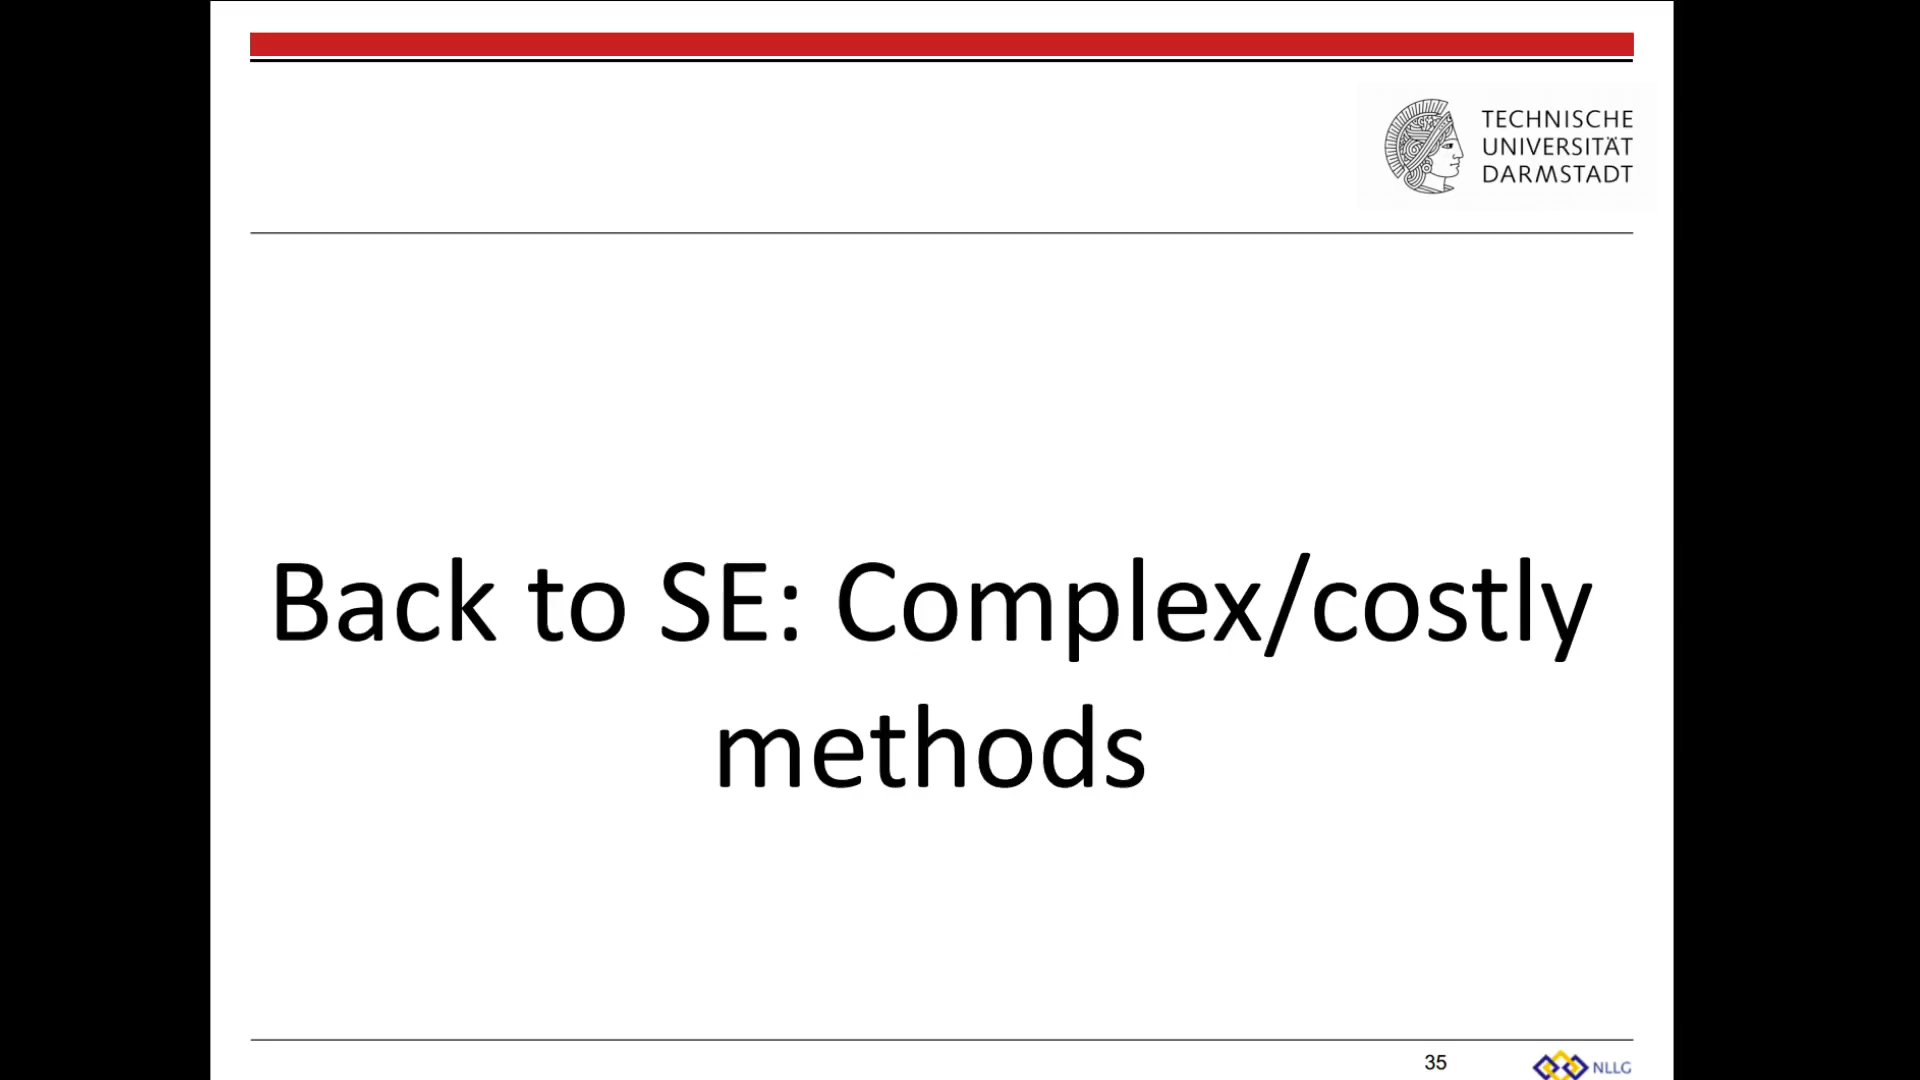 TECHNISCHE
UNIVERSITÄT
DARMSTADT
Back to SE: Complex/costly
methods
35
NLLG